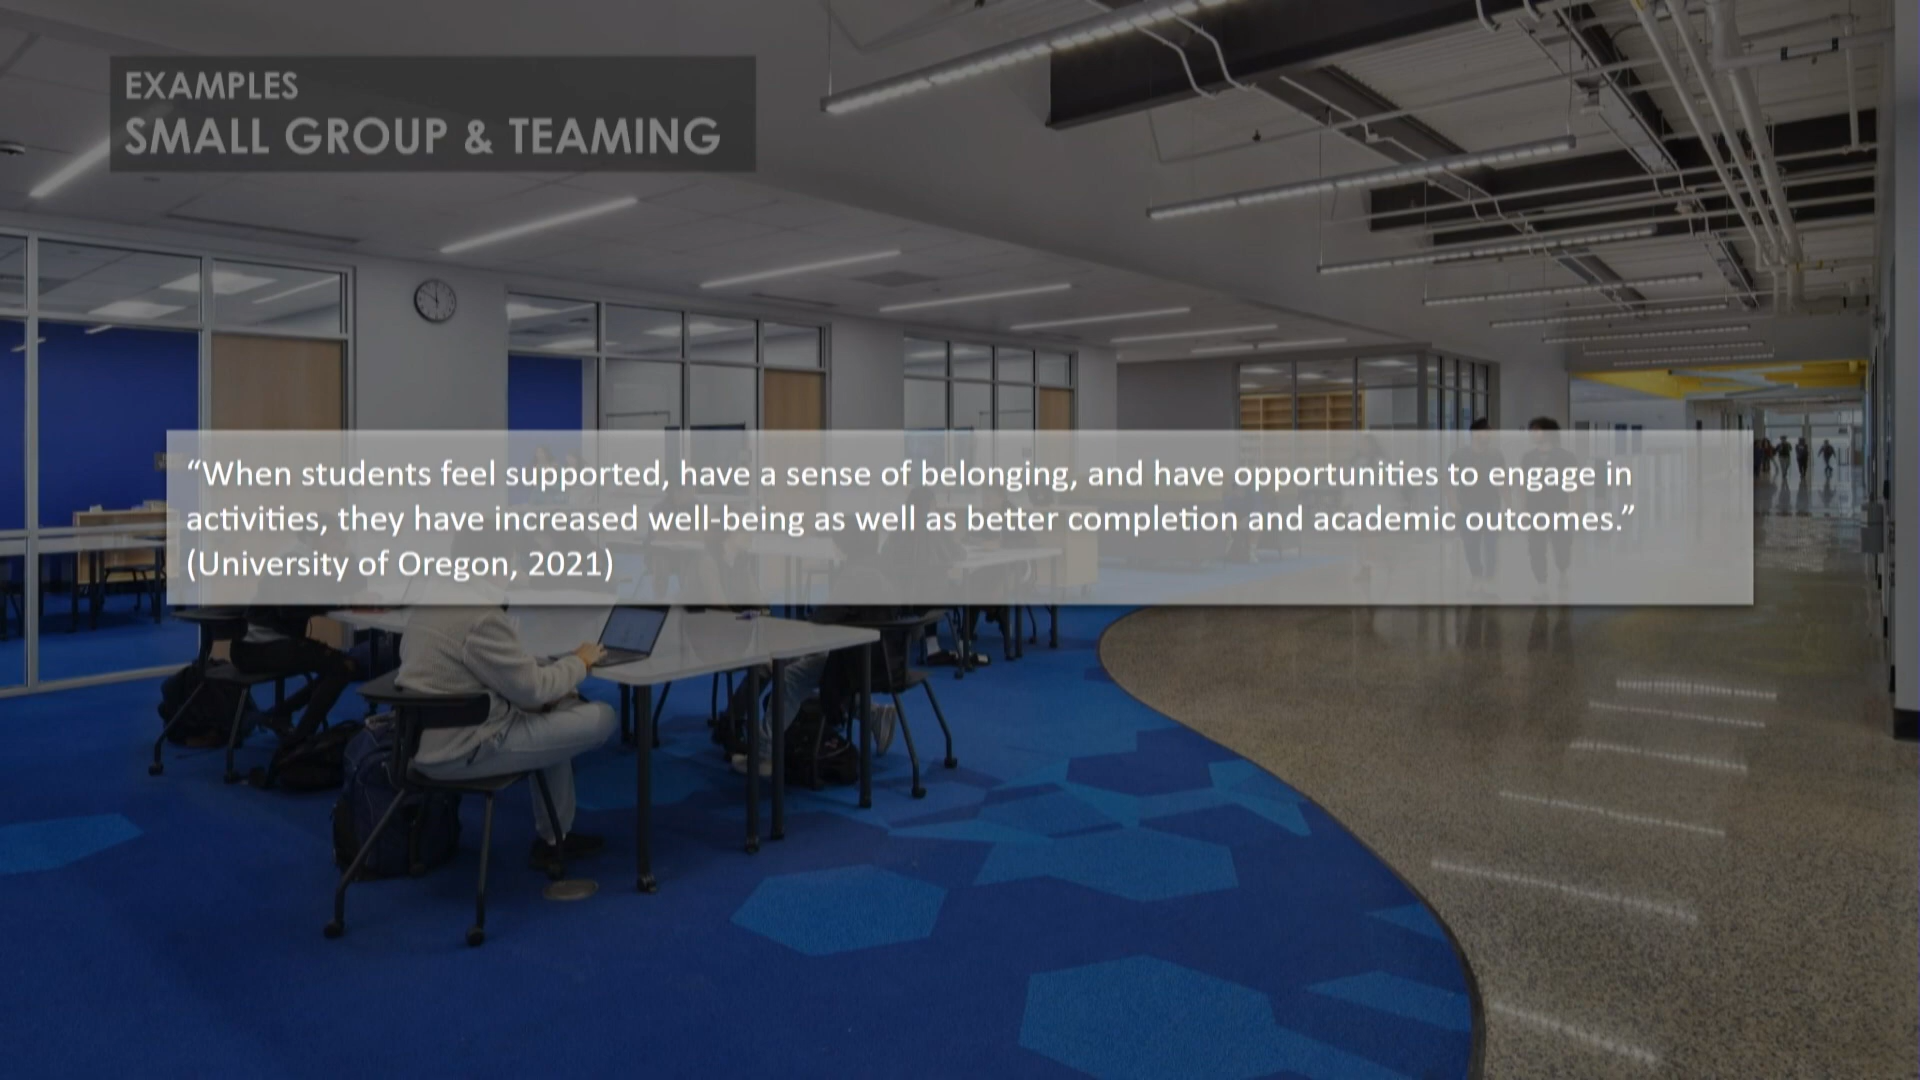 EXAMPLES
SMALL GROUP & TEAMING
“When students feel supported, have a sense of belonging, and have opportunities to engage in
activities, they have increased well-being as well as better completion and academic outcomes.”
(University of Oregon, 2021)